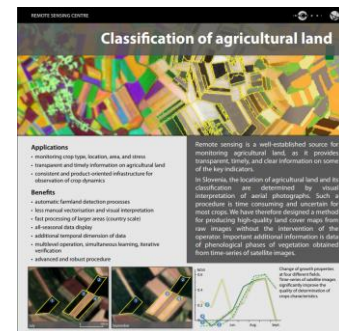 REMOTE SENSING CENTRE
Classification of agricultural land
Applications
• monitoring crop type, location, area, and stress
• transparent and timely information on agricultural land
• consistent and product-oriented infrastructure for
observation of crop dynamics
Benefits
• automatic farmland detection processes
• less manual vectorisation and visual interpretation
• fast processing of larger areas (country scale)
• all-seasonal data display
• additional temporal dimension of data
• multilevel operation, simultaneous learning, iterative
verification
• advanced and robust procedure
Remote sensing is a well-established source for
monitoring agricultural land, as it provides
transparent, timely, and clear information on some
of the key indicators.
In Slovenia, the location of agricultural land and its
classification are determined by visual
interpretation of aerial photographs. Such a
procedure is time consuming and uncertain for
most crops. We have therefore designed a method
for producing high-quality land cover maps from
raw images without the intervention of the
operator. Important additional information is data
of phenological phases of vegetation obtained
from time-series of satellite images.
Change of growth properties
at four different fields.
Time-series of satellite images
significantly improve the
quality of determination of
crops characteristics.